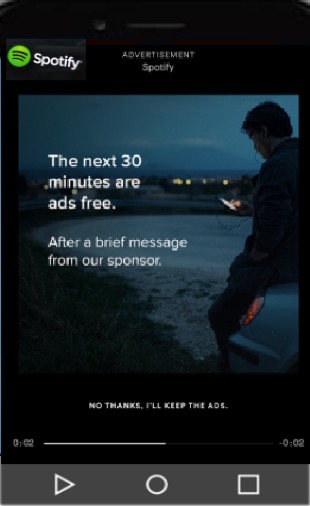 Spotify
ADVERTISEMENT
Spotify
The next 30
minutes are
ads free.
After a brief message
from our sponsor.
NO THANKS, I'LL KEEP THE ADS.
0:02
-0:02